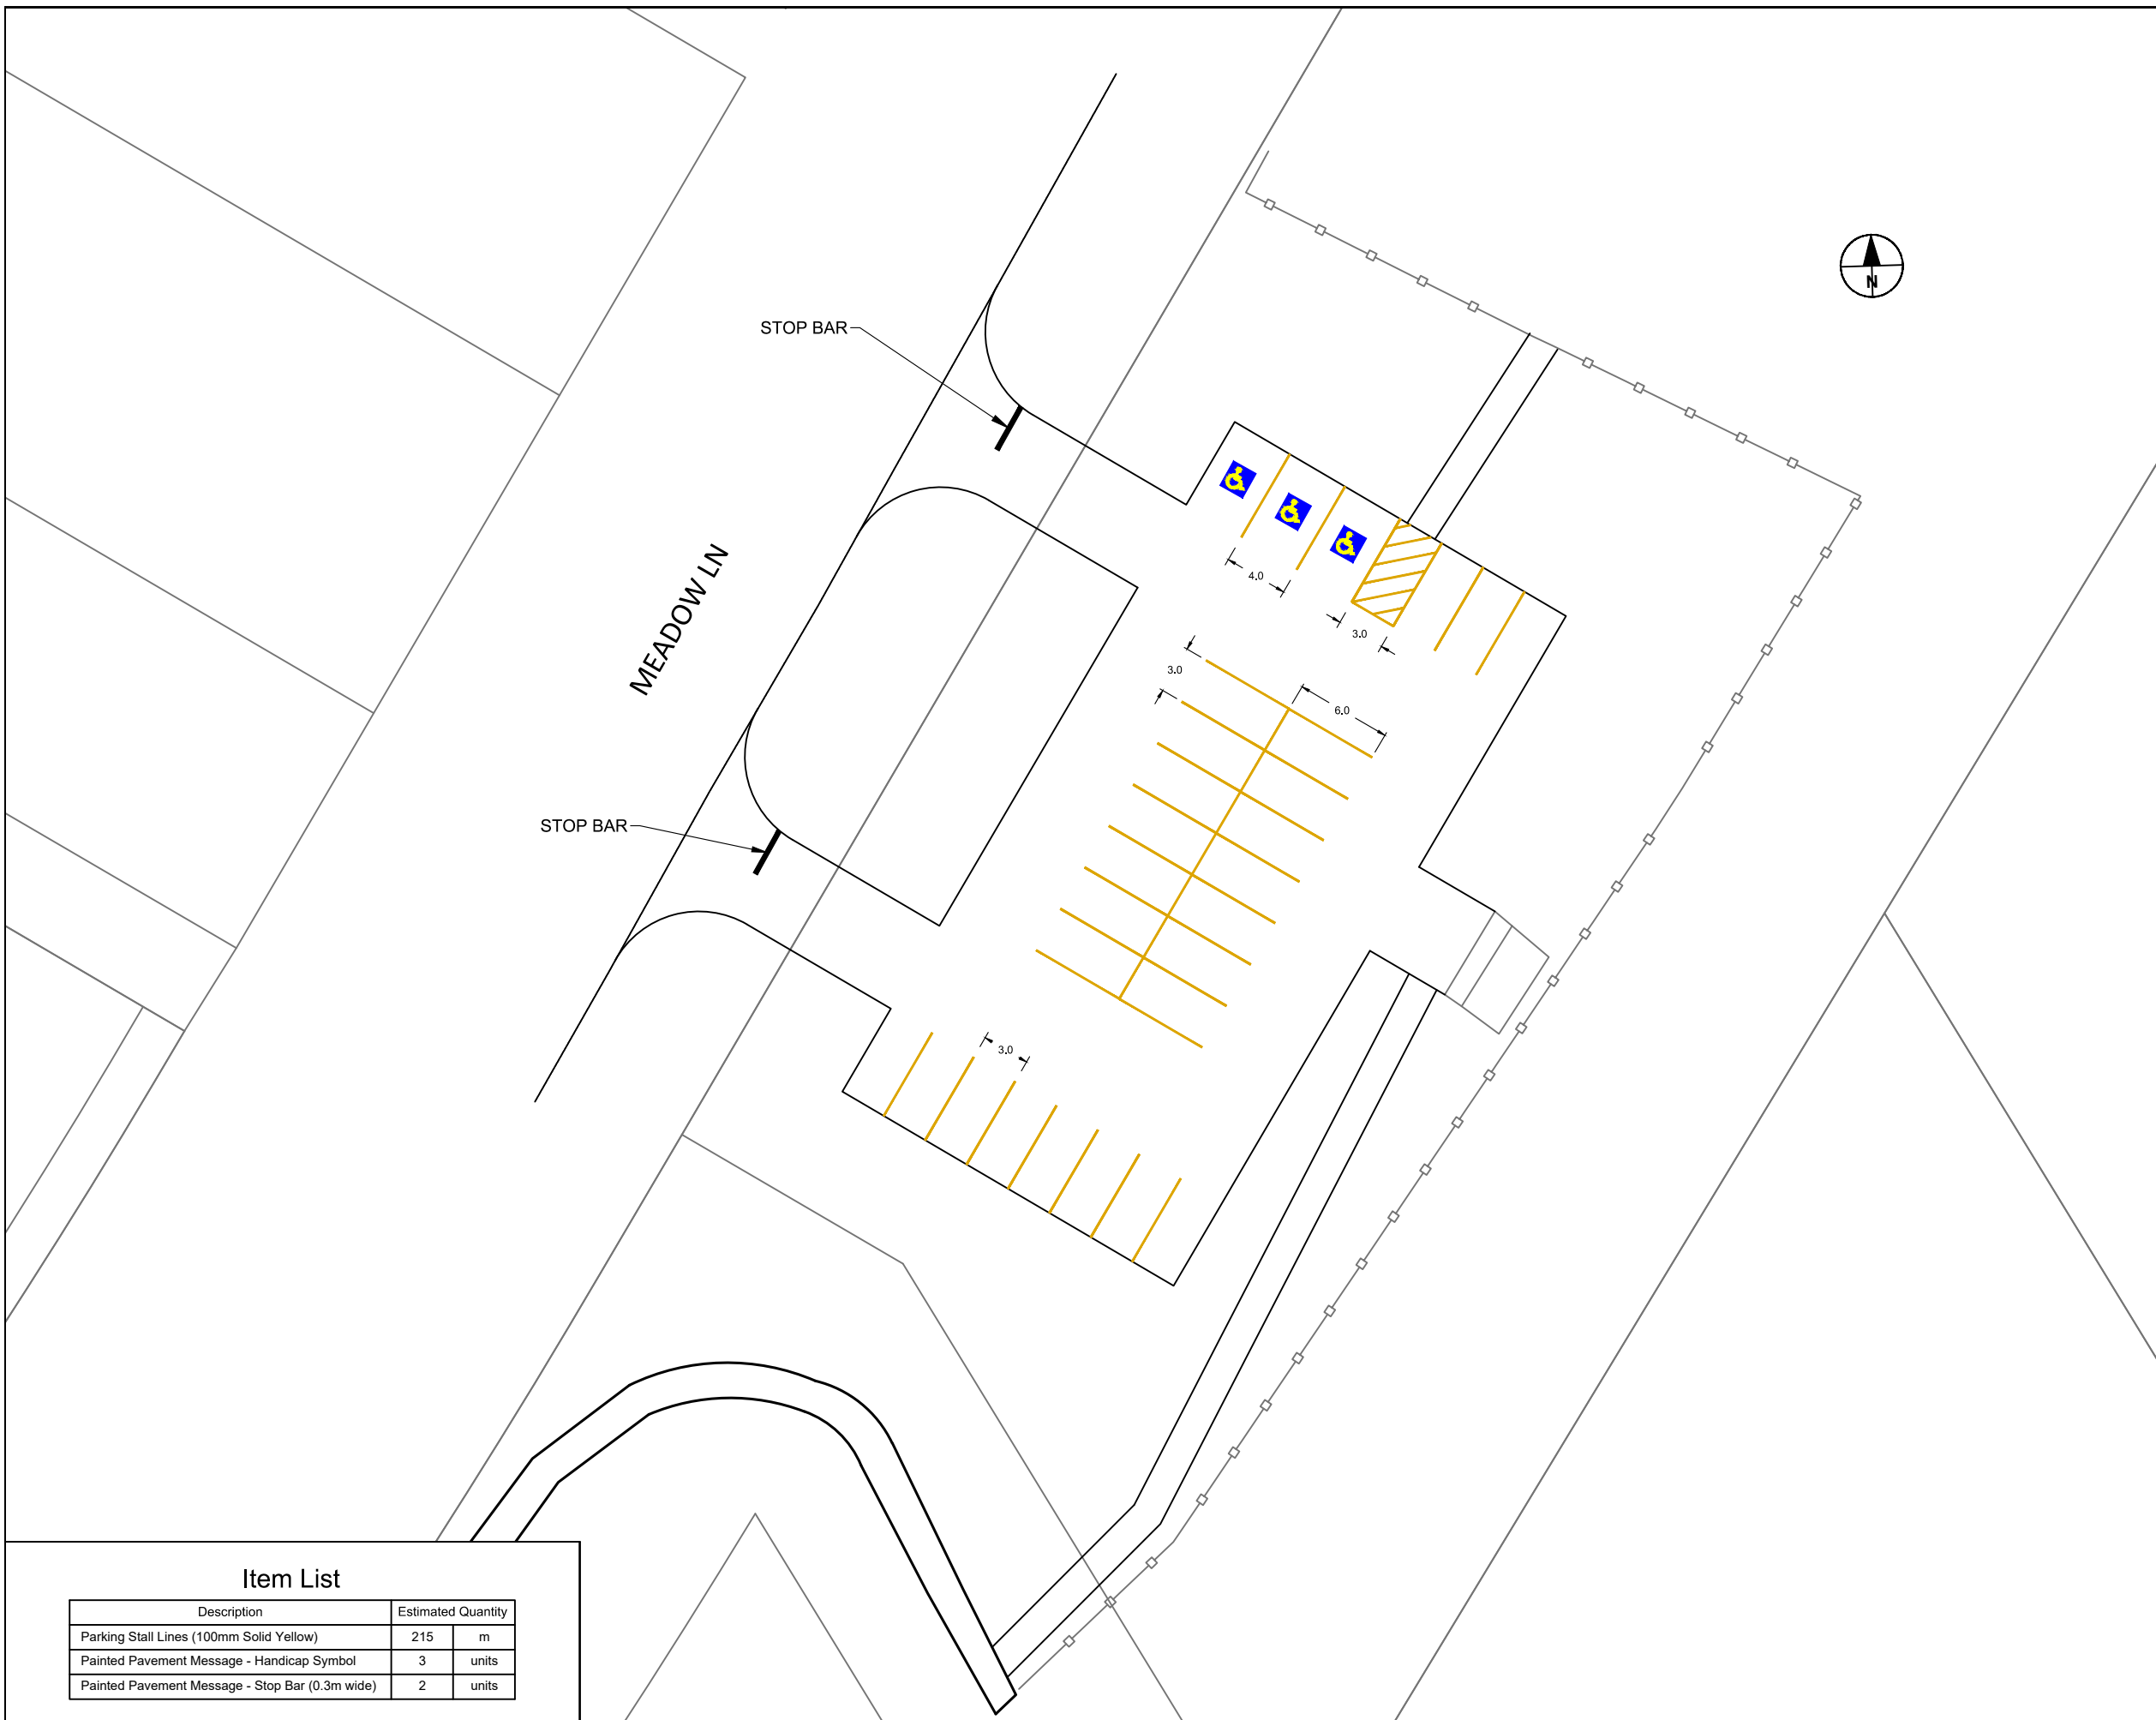 N
STOP BAR
MEADOW LN
4.0
3.0
3.0
6.0
STOP BAR
3.0
Item List
Description Estimated Quantity
Parking Stall Lines (100mm Solid Yellow) 215 m
Painted Pavement Message - Handicap Symbol 3 units
Painted Pavement Message - Stop Bar (0.3m wide) 2 units